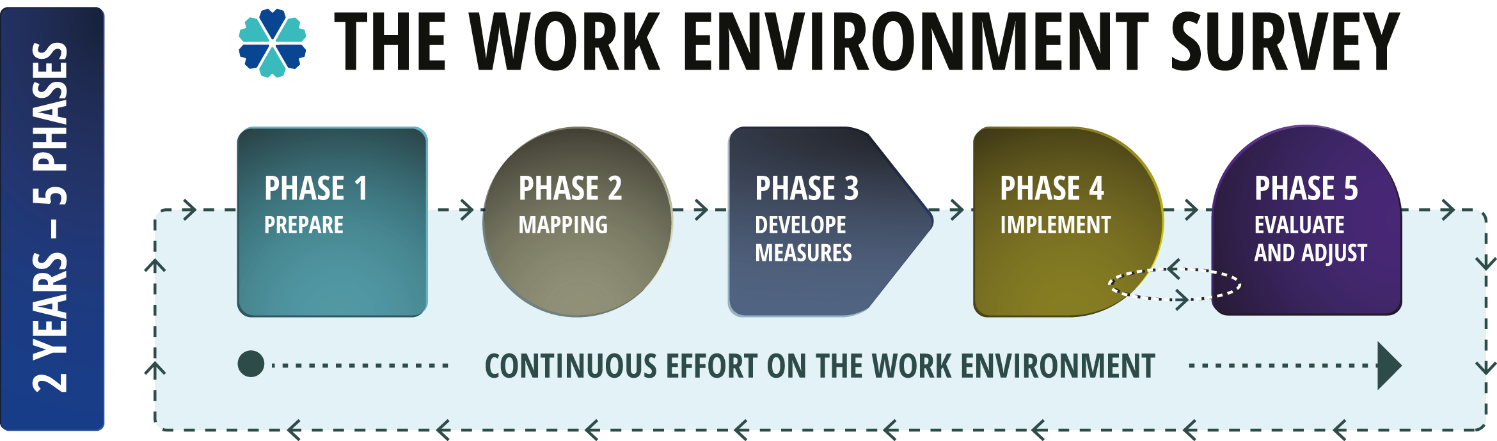 2 YEARS – 5 PHASES
THE WORK ENVIRONMENT SURVEY
PHASE 1
PREPARE
PHASE 2
MAPPING
PHASE 3
DEVELOPE
MEASURES
PHASE 4
IMPLEMENT
PHASE 5
EVALUATE
AND ADJUST
CONTINUOUS EFFORT ON THE WORK ENVIRONMENT